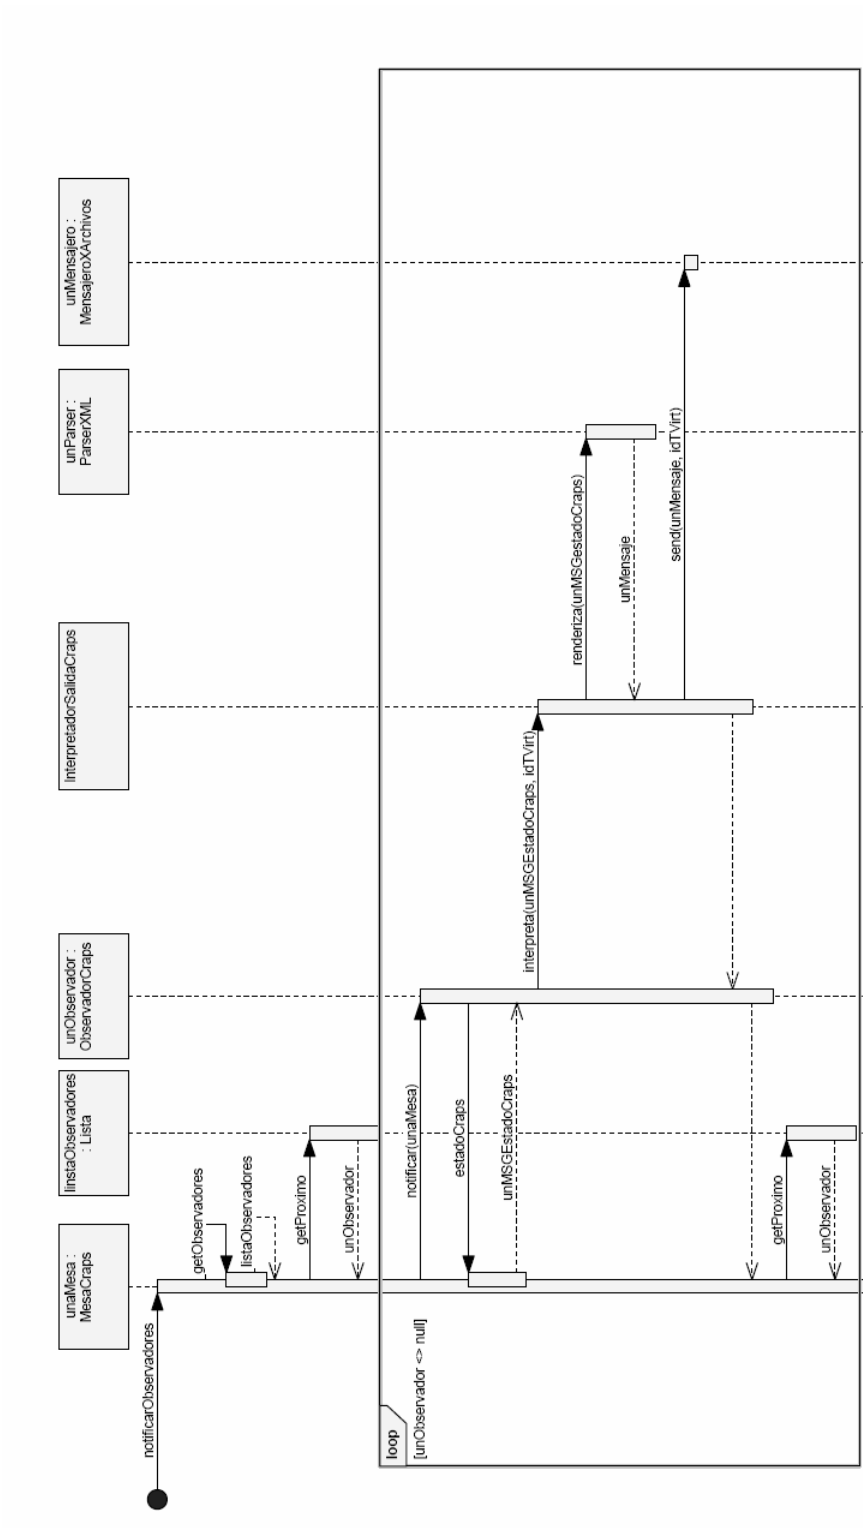 unaMesa :
MesaCraps
linstaObservadores
: Lista
unObservador :
ObservadorCraps
InterpretadorSalidaCraps
unParser :
ParserXML
unMensajero :
MensajeroXArchivos
notificarObservadores
getObservadores
listaObservadores
getProximo
unObservador
loop
[unObservador <> null]
notificar(unaMesa)
estadoCraps
unMSGEstadoCraps
interpreta(unMSGEstadoCraps, idTVirt)
renderiza(unMSGestadoCraps)
unMensaje
send(unMensaje, idTVirt)
getProximo
unObservador